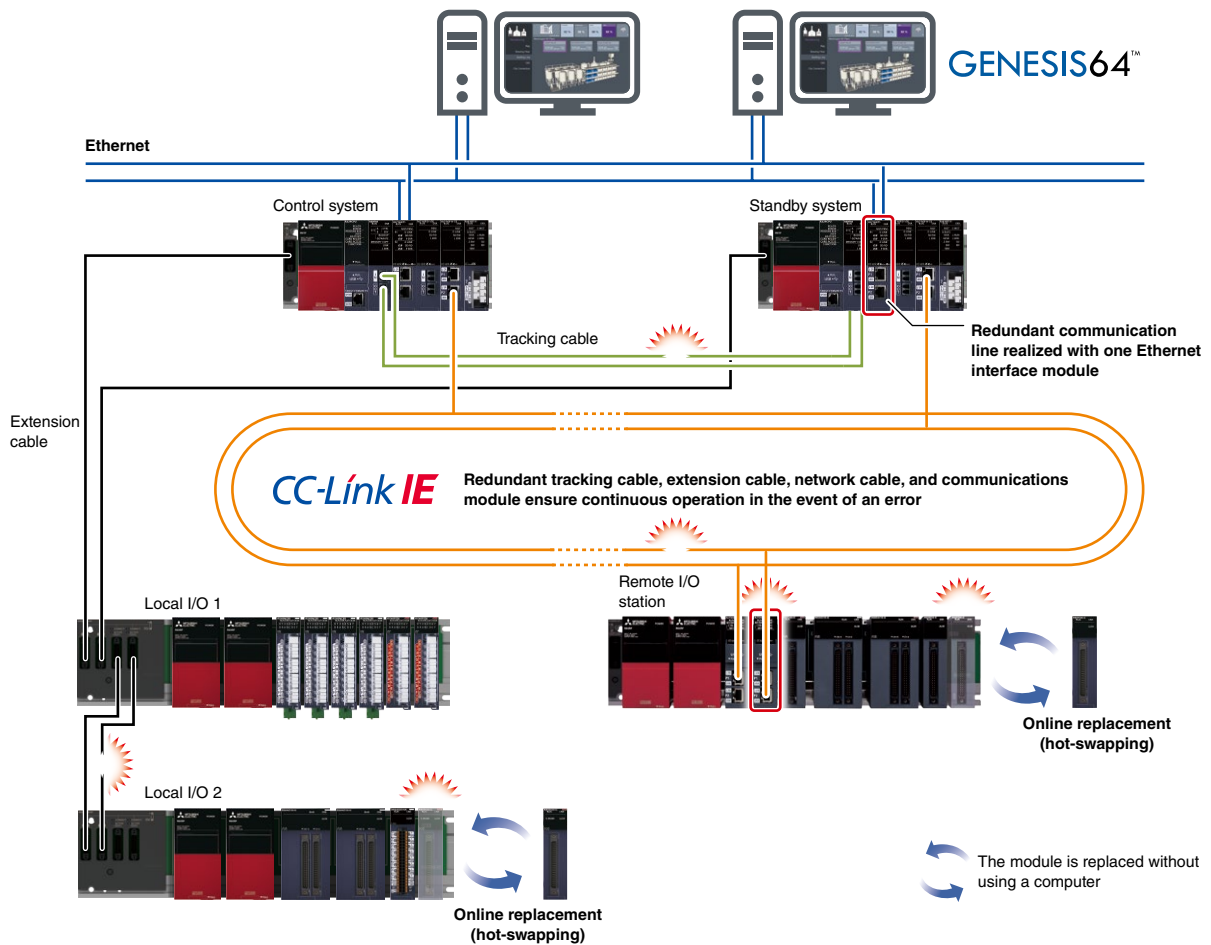 GENESIS64™
Ethernet
Control system
Standby system
Tracking cable
Redundant communication
line realized with one Ethernet
interface module
Extension
cable
CC-Link IE
Redundant tracking cable, extension cable, network cable, and communications
module ensure continuous operation in the event of an error
Remote I/O
station
Local I/O 1
Online replacement
(hot-swapping)
Local I/O 2
The module is replaced without
using a computer
Online replacement
(hot-swapping)